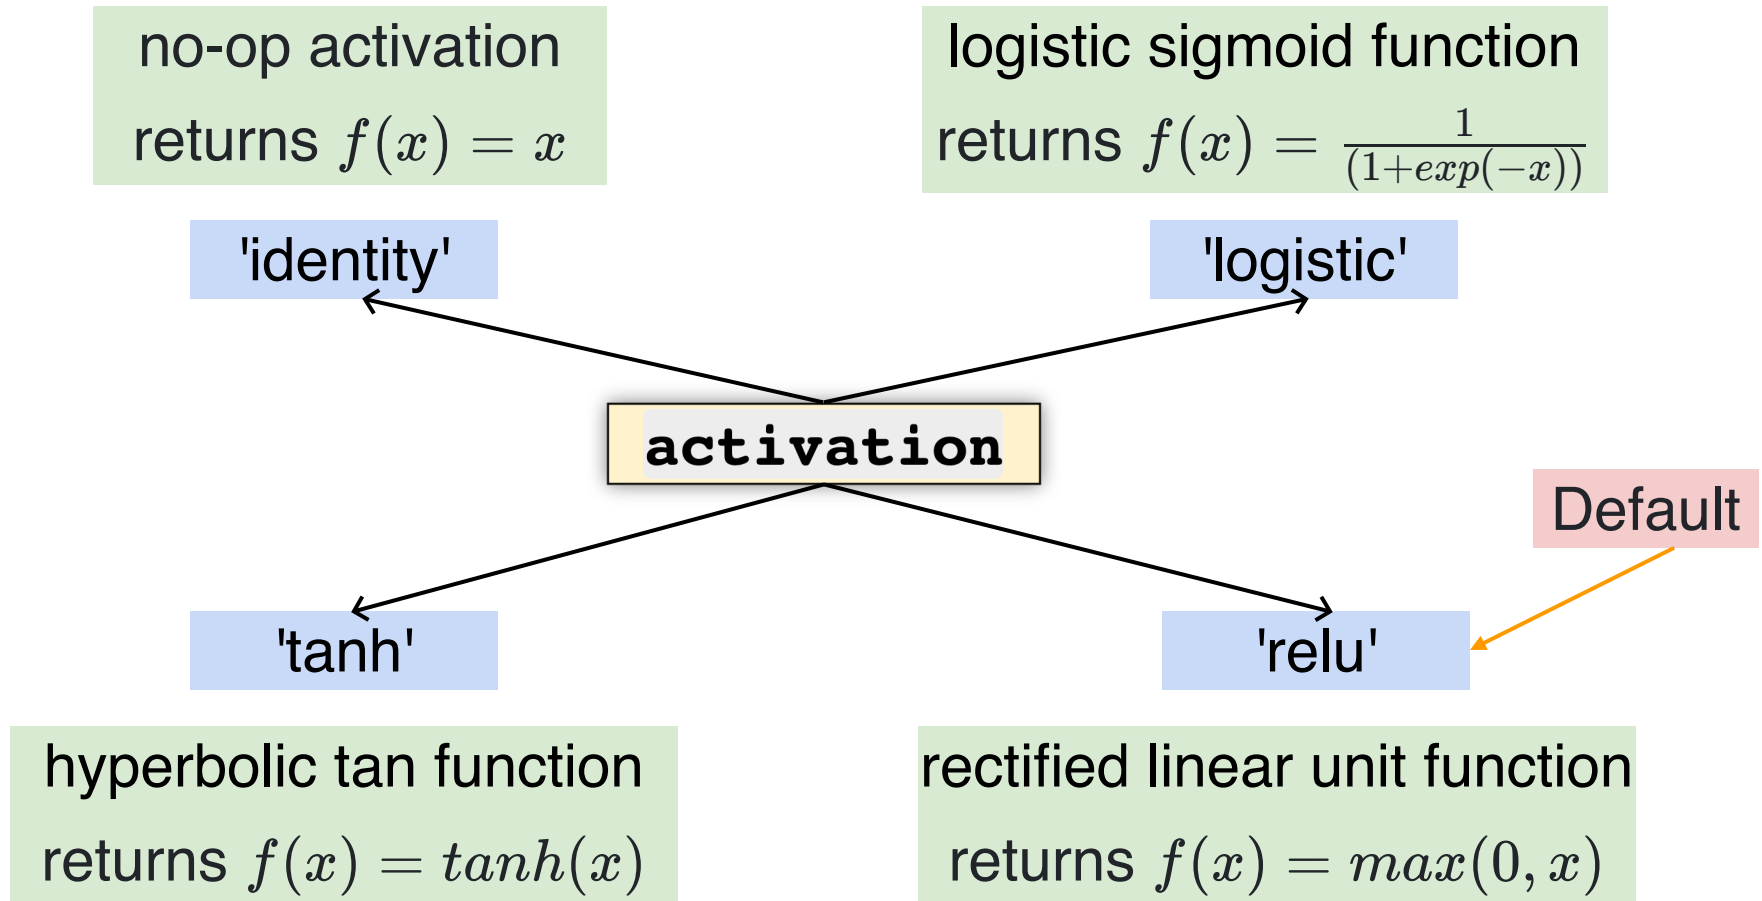 no-op activation
returns f(x) = x
logistic sigmoid function
returns f(x) = \frac{1}{(1+exp(-x))}
'identity'
'logistic'
activation
Default
'tanh'
'relu'
hyperbolic tan function
returns f(x) = tanh(x)
rectified linear unit function
returns f(x) = max(0, x)